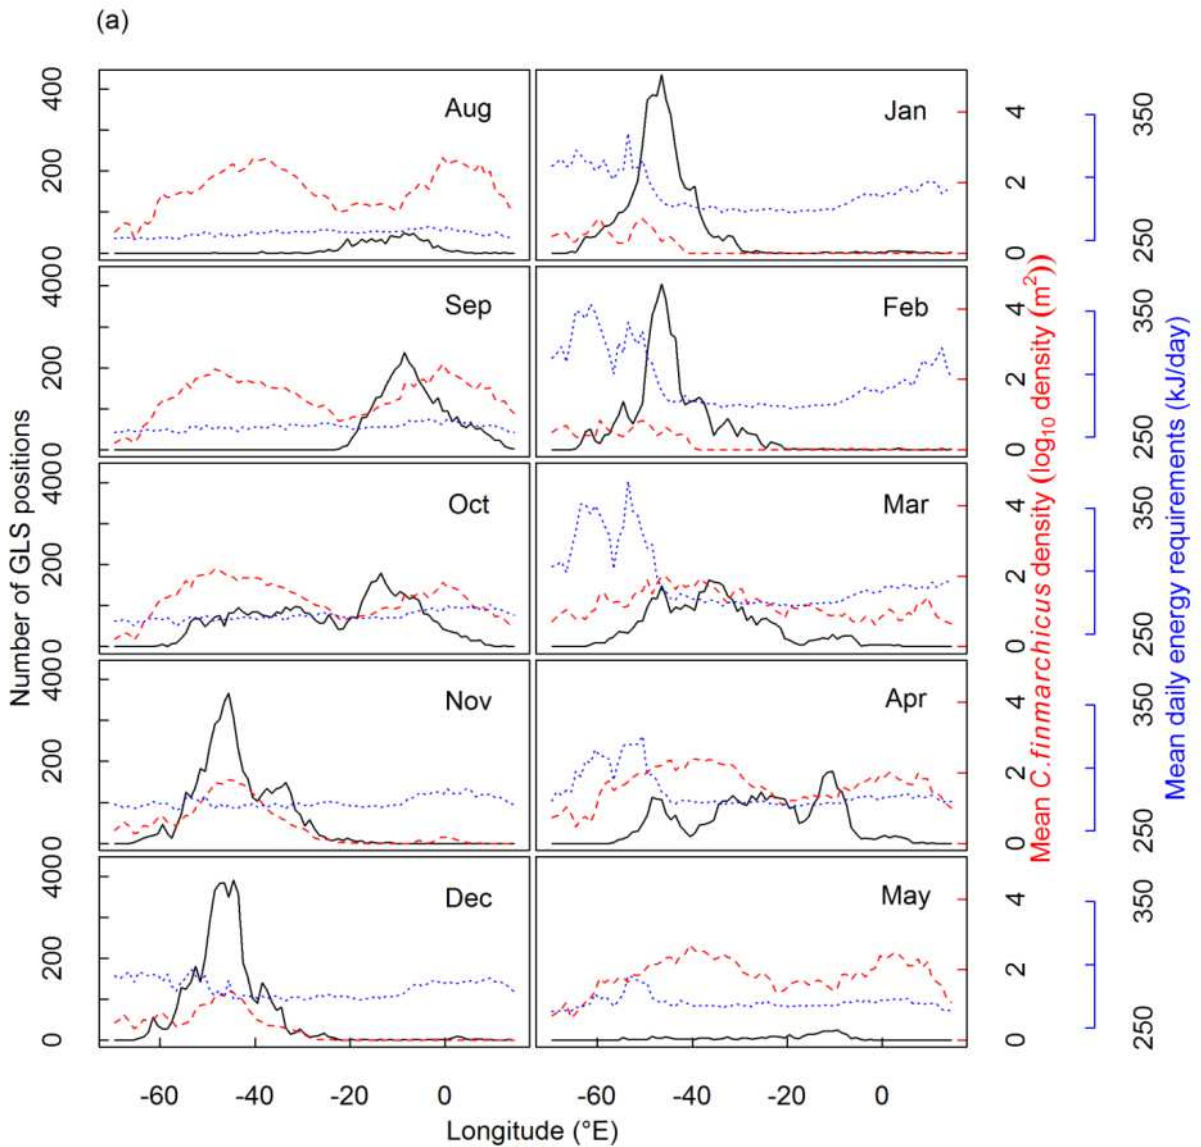 (a)
Aug
Jan
Sep
Feb
Oct
Mar
Nov
Apr
Dec
May
0 200 400
0 200 400
0 200 400
0 200 400
0 200 400
Number of GLS positions
0 2 4
0 2 4
0 2 4
0 2 4
0 2 4
Mean C.finmarchicus density (log10 density (m2))
250 350
250 350
250 350
250 350
250 350
Mean daily energy requirements (kJ/day)
-60 -40 -20 0
-60 -40 -20 0
Longitude (°E)